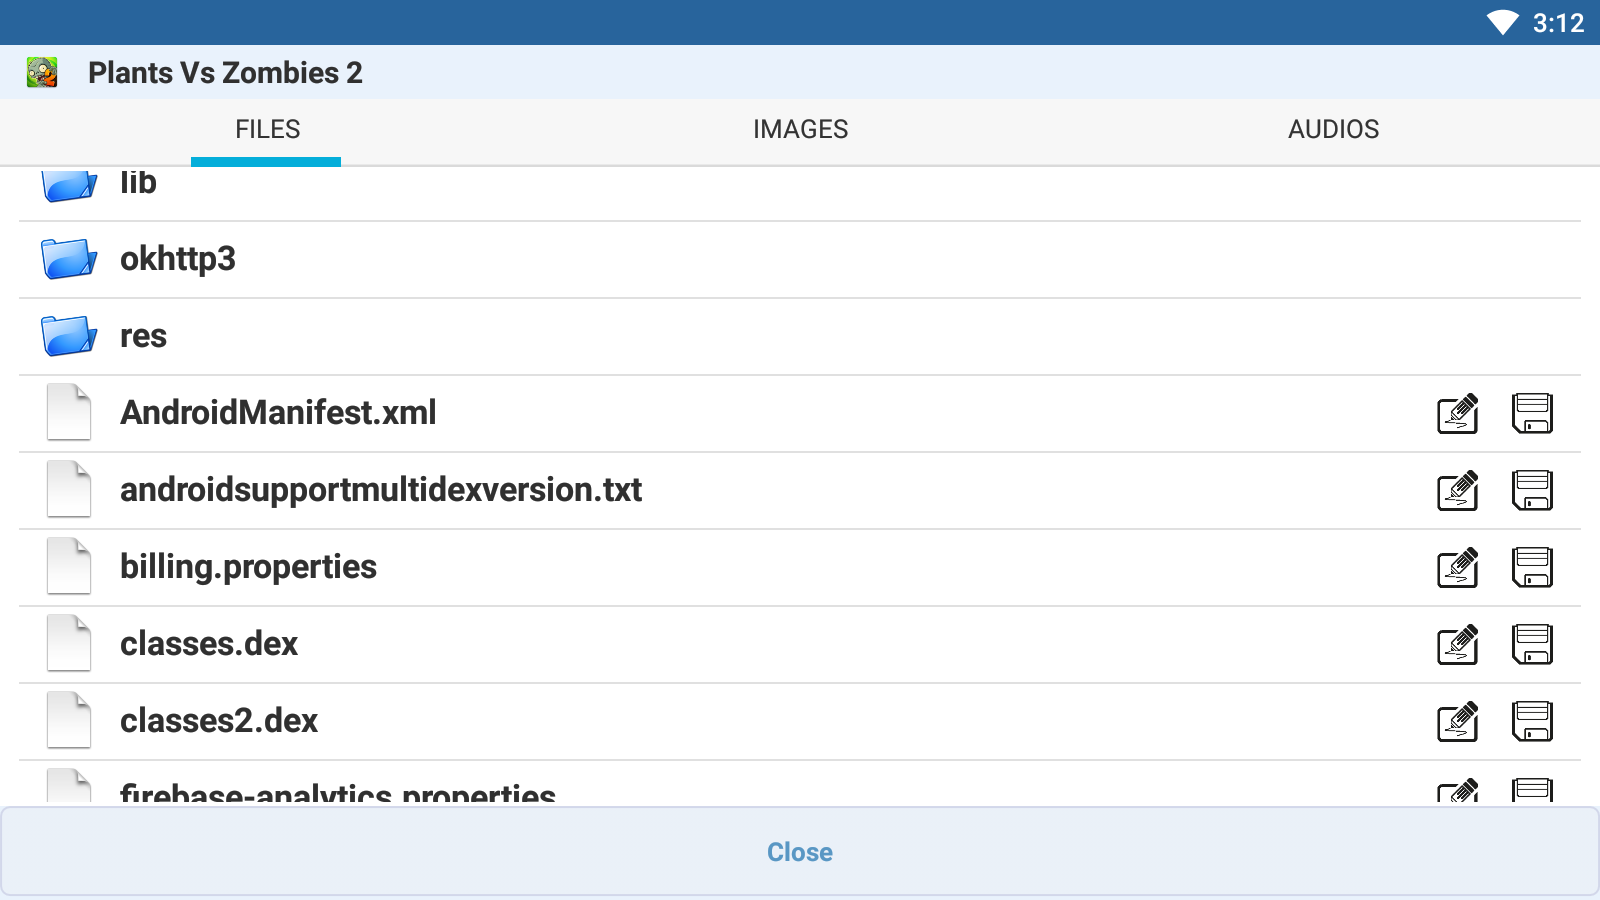 3:12
Plants Vs Zombies 2
FILES IMAGES AUDIOS
lib
okhttp3
res
AndroidManifest.xml
androidsupportmultidexversion.txt
billing.properties
classes.dex
classes2.dex
firebase-analytics.properties
Close